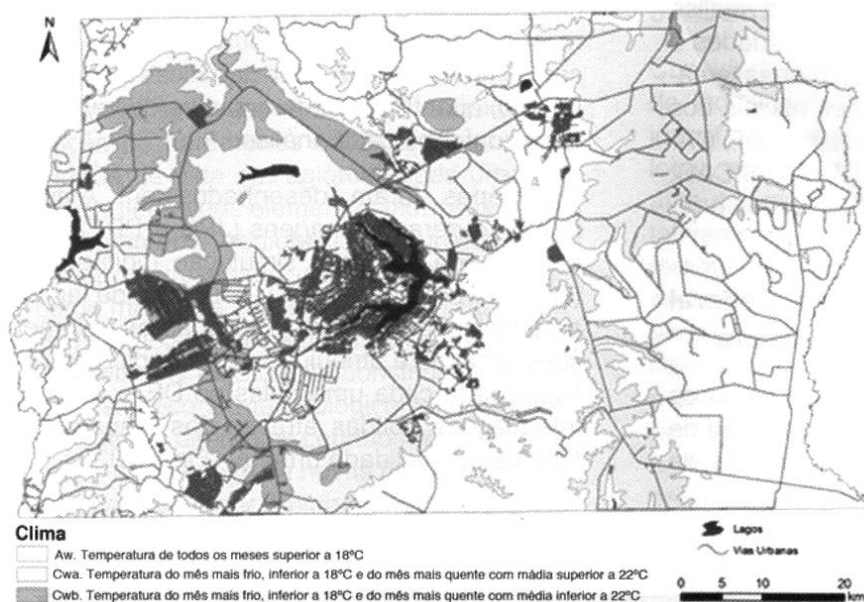 N
Clima
Aw. Temperatura de todos os meses superior a 18ºC
Cwa. Temperatura do mês mais frio, inferior a 18ºC e do mês mais quente com mádia superior a 22ºC
Cwb. Temperatura do mês mais frio, inferior a 18ºC e do mês mais quente com média inferior a 22ºC
Lagos
Vias Urbanas
0 5 10 20
km